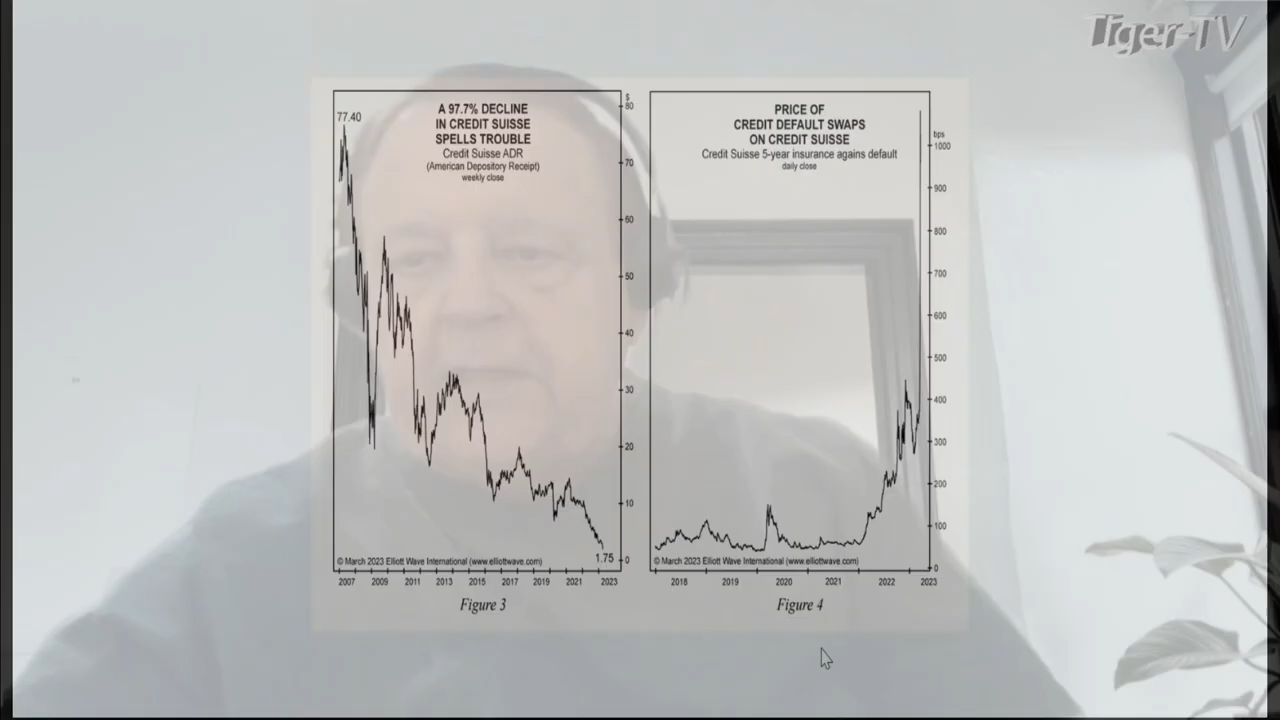 Tiger-TV
A 97.7% DECLINE
IN CREDIT SUISSE
SPELLS TROUBLE
Credit Suisse ADR
(American Depository Receipt)
weekly close
77.40
$
80
70
60
50
40
30
20
10
0
1.75
© March 2023 Elliott Wave International (www.elliottwave.com)
2007 2009 2011 2013 2015 2017 2019 2021 2023
Figure 3
PRICE OF
CREDIT DEFAULT SWAPS
ON CREDIT SUISSE
Credit Suisse 5-year insurance agains default
daily close
bps
1000
900
800
700
600
500
400
300
200
100
0
© March 2023 Elliott Wave International (www.elliottwave.com)
2018 2019 2020 2021 2022 2023
Figure 4